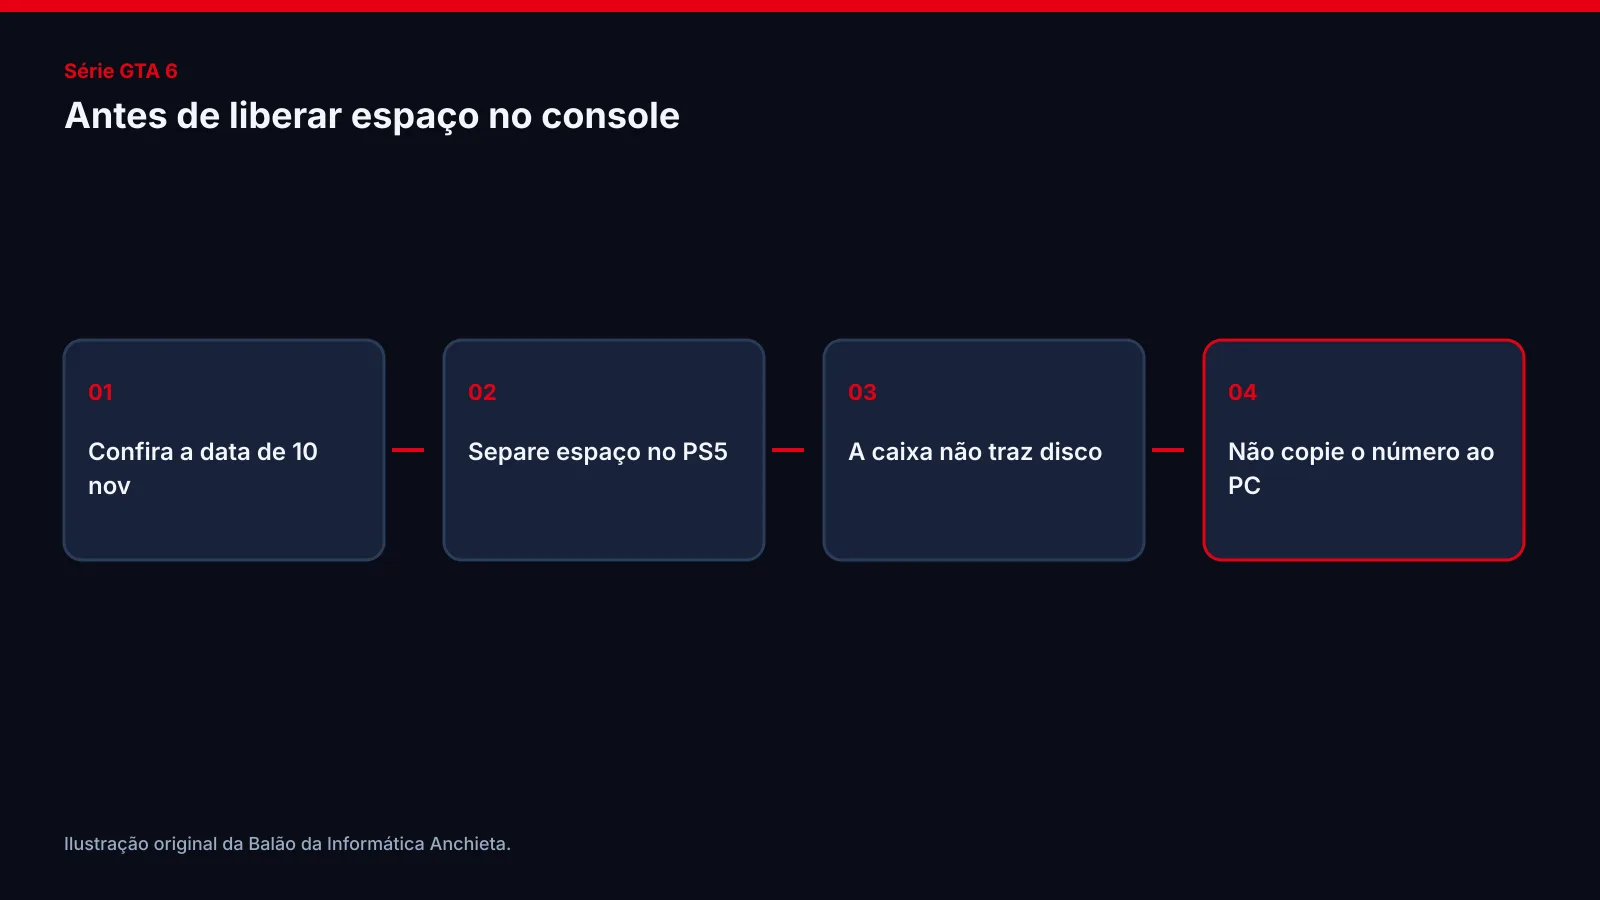 Série GTA 6
Antes de liberar espaço no console
01
Confira a data de 10
nov
02
Separe espaço no PS5
03
A caixa não traz disco
04
Não copie o número ao
PC
Ilustração original da Balão da Informática Anchieta.